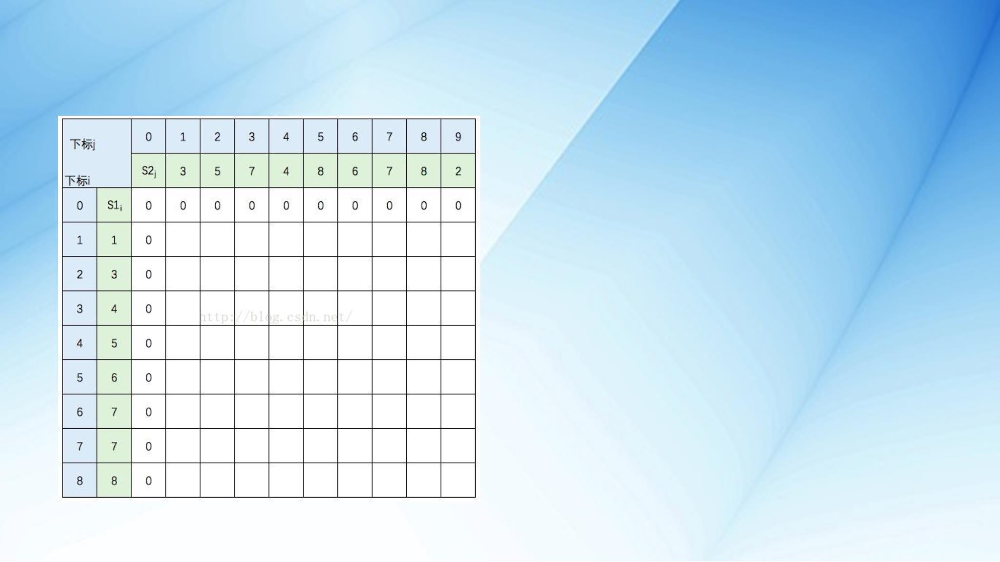 下标j 0 1 2 3 4 5 6 7 8 9
下标i S2j 3 5 7 4 8 6 7 8 2
0 S1i 0 0 0 0 0 0 0 0 0 0
1 1 0
2 3 0
3 4 0
http://blog.csdn.net/
4 5 0
5 6 0
6 7 0
7 7 0
8 8 0